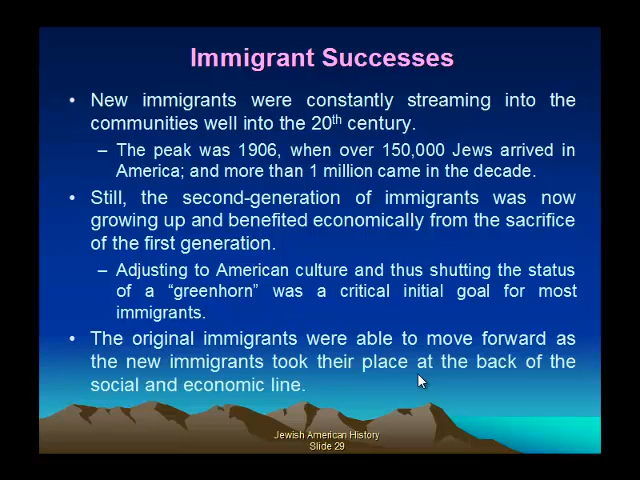 Immigrant Successes
• New immigrants were constantly streaming into the
communities well into the 20th century.
– The peak was 1906, when over 150,000 Jews arrived in
America; and more than 1 million came in the decade.
• Still, the second-generation of immigrants was now
growing up and benefited economically from the sacrifice
of the first generation.
– Adjusting to American culture and thus shutting the status
of a “greenhorn” was a critical initial goal for most
immigrants.
• The original immigrants were able to move forward as
the new immigrants took their place at the back of the
social and economic line.
Jewish American History
Slide 29